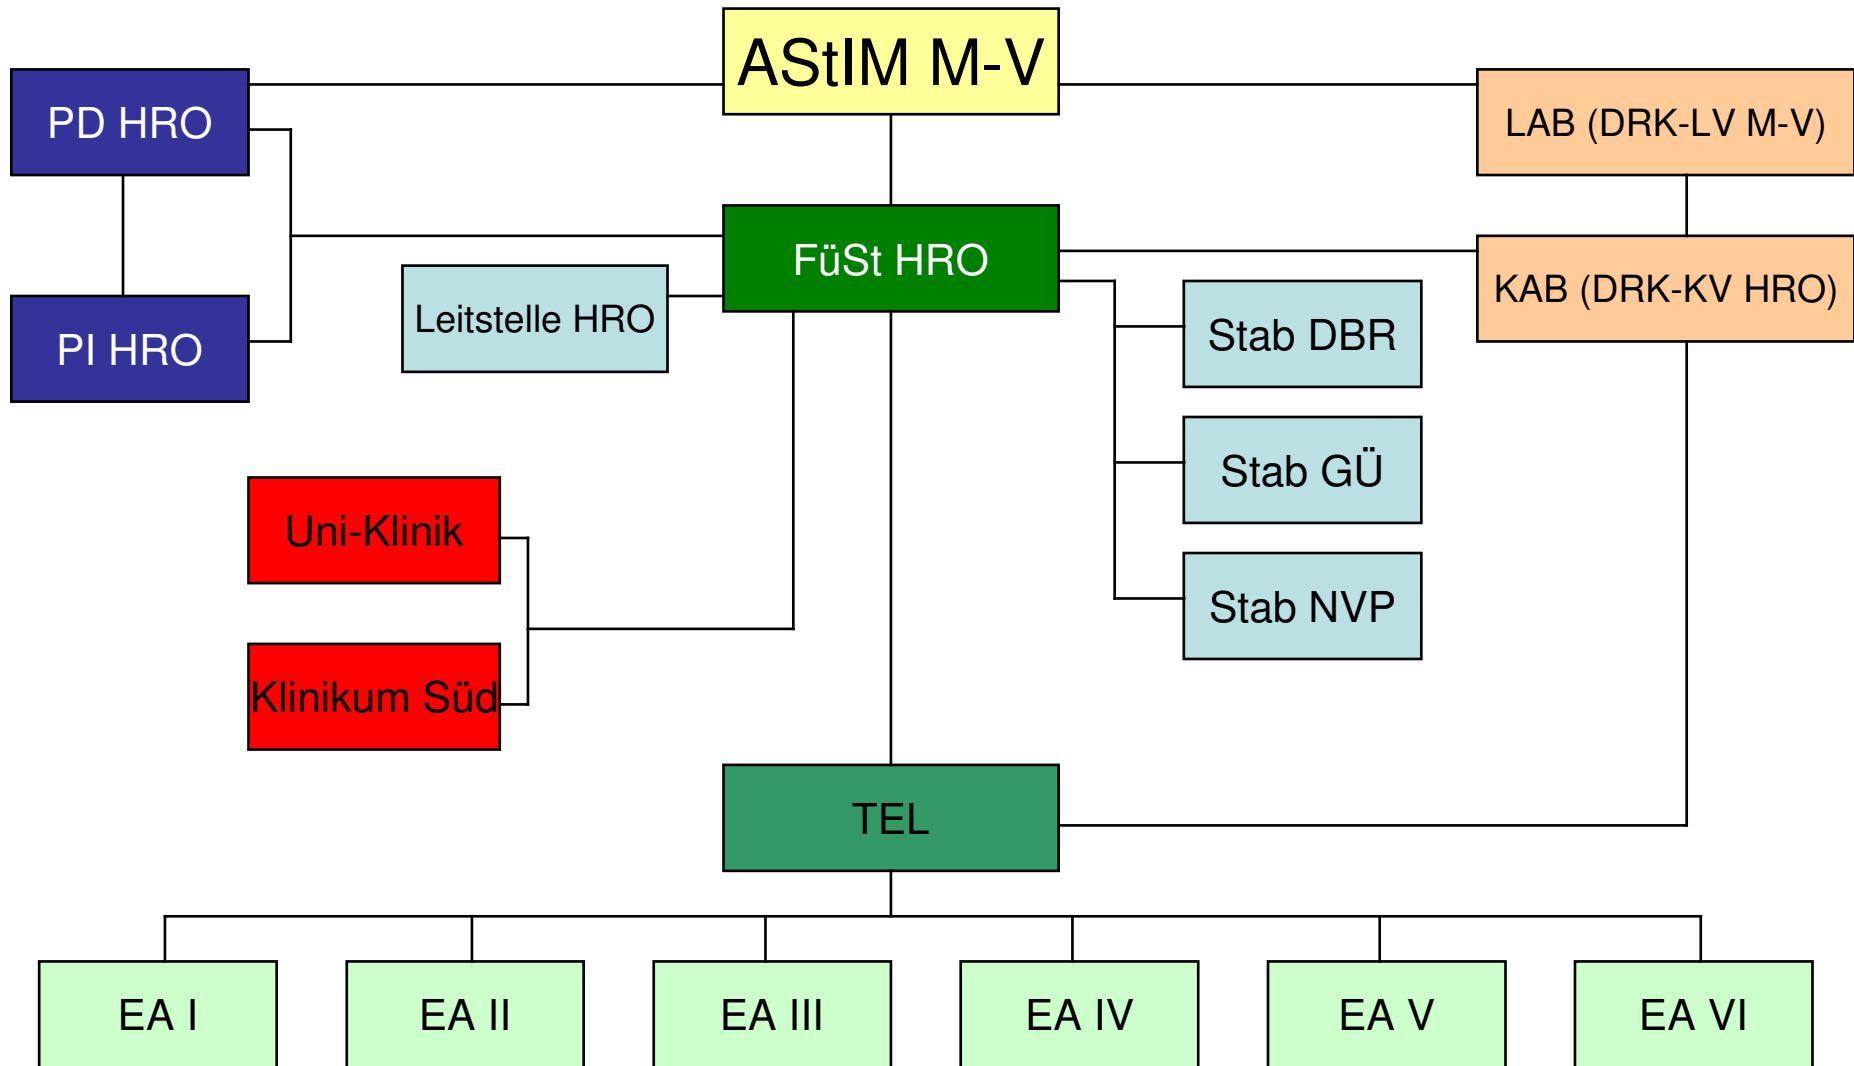 AStIM M-V
PD HRO
LAB (DRK-LV M-V)
FüSt HRO
Leitstelle HRO
KAB (DRK-KV HRO)
PI HRO
Stab DBR
Stab GÜ
Uni-Klinik
Stab NVP
Klinikum Süd
TEL
EA I
EA II
EA III
EA IV
EA V
EA VI